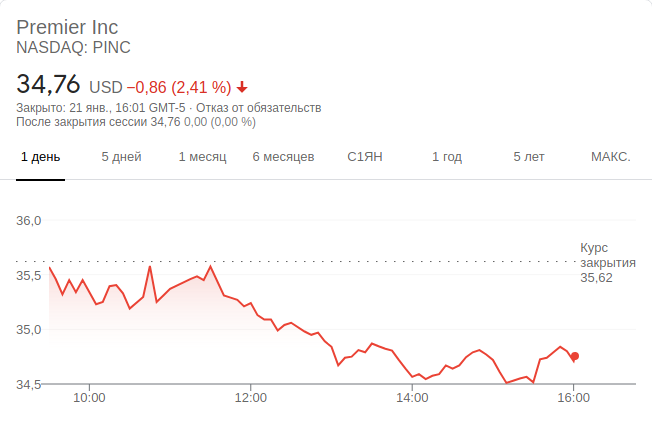 Premier Inc
NASDAQ: PINC
34,76 USD −0,86 (2,41 %)
Закрыто: 21 янв., 16:01 GMT-5 · Отказ от обязательств
После закрытия сессии 34,76 0,00 (0,00 %)
1 день 5 дней 1 месяц 6 месяцев С1ЯН 1 год 5 лет МАКС.
36,0
Курс
закрытия
35,62
35,5
35,0
34,5
10:00 12:00 14:00 16:00